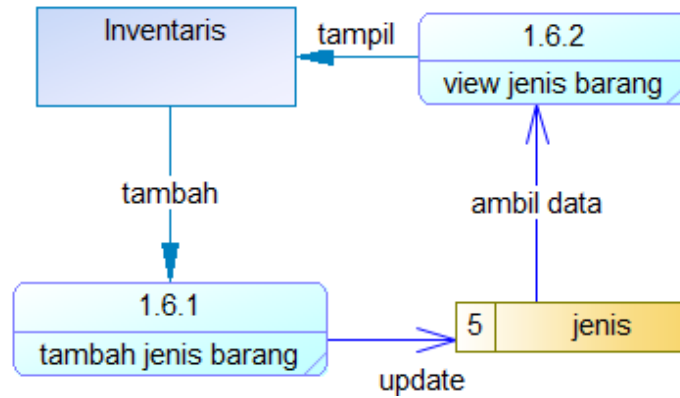 Inventaris
tampil
1.6.2
view jenis barang
tambah
ambil data
1.6.1
tambah jenis barang
5
jenis
update